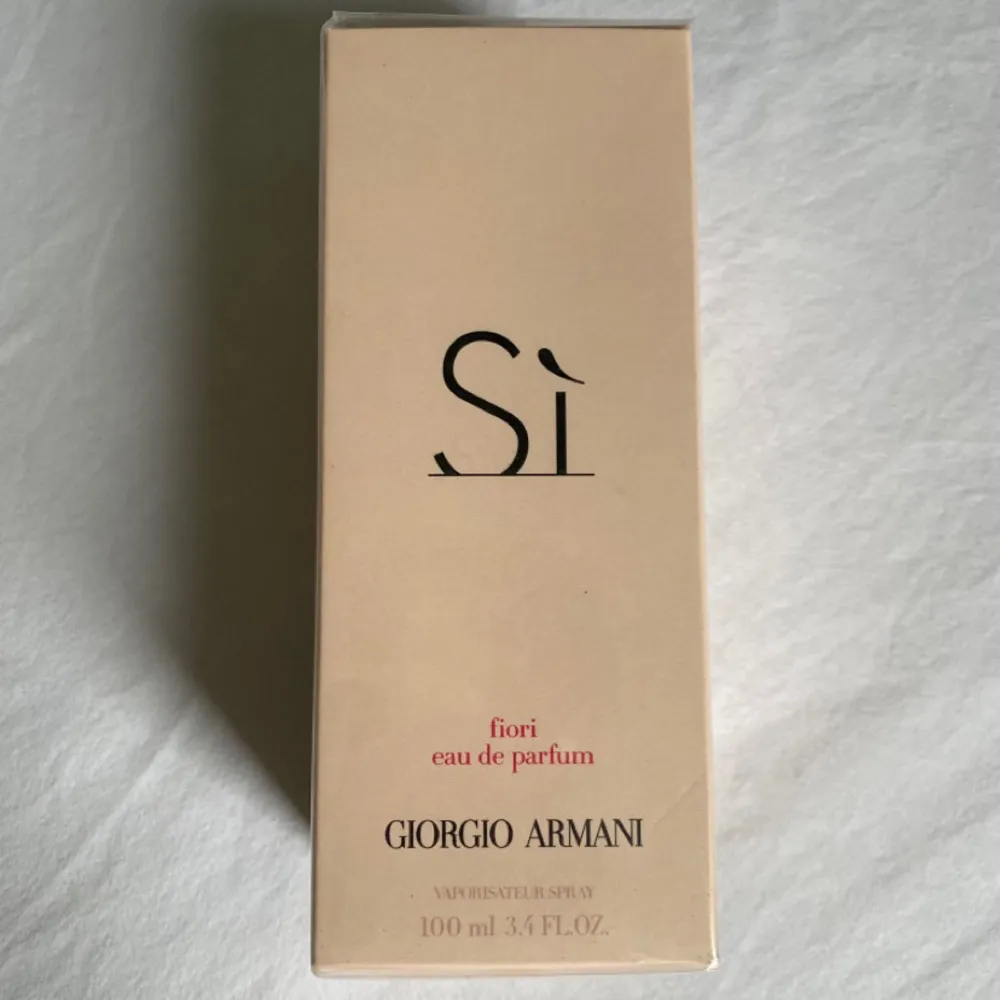 Sì
fiori
eau de parfum
GIORGIO ARMANI
VAPORISATEUR SPRAY
100 ml 3.4 FL.OZ.